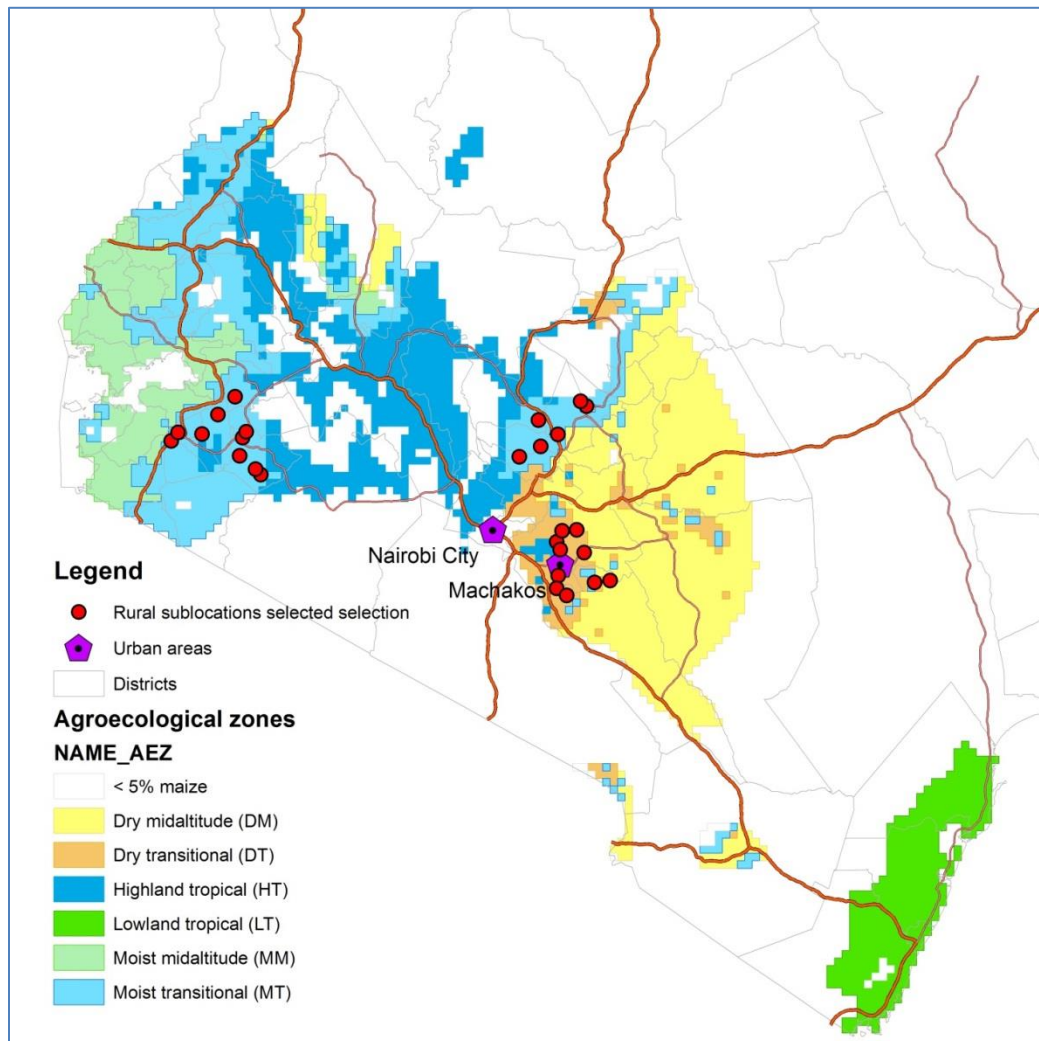 Nairobi City
Machakos
Legend
Rural sublocations selected selection
Urban areas
Districts
Agroecological zones
NAME_AEZ
< 5% maize
Dry midaltitude (DM)
Dry transitional (DT)
Highland tropical (HT)
Lowland tropical (LT)
Moist midaltitude (MM)
Moist transitional (MT)